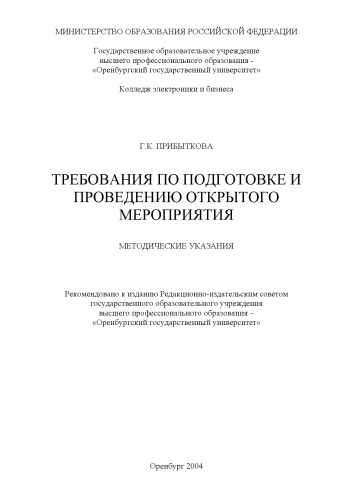 МИНИСТЕРСТВО ОБРАЗОВАНИЯ РОССИЙСКОЙ ФЕДЕРАЦИИ
Государственное образовательное учреждение
высшего профессионального образования -
«Оренбургский государственный университет»
Колледж электроники и бизнеса
Г.К. ПРИБЫТКОВА
ТРЕБОВАНИЯ ПО ПОДГОТОВКЕ И
ПРОВЕДЕНИЮ ОТКРЫТОГО
МЕРОПРИЯТИЯ
МЕТОДИЧЕСКИЕ УКАЗАНИЯ
Рекомендовано к изданию Редакционно-издательским советом
государственного образовательного учреждения
высшего профессионального образования –
«Оренбургский государственный университет»
Оренбург 2004